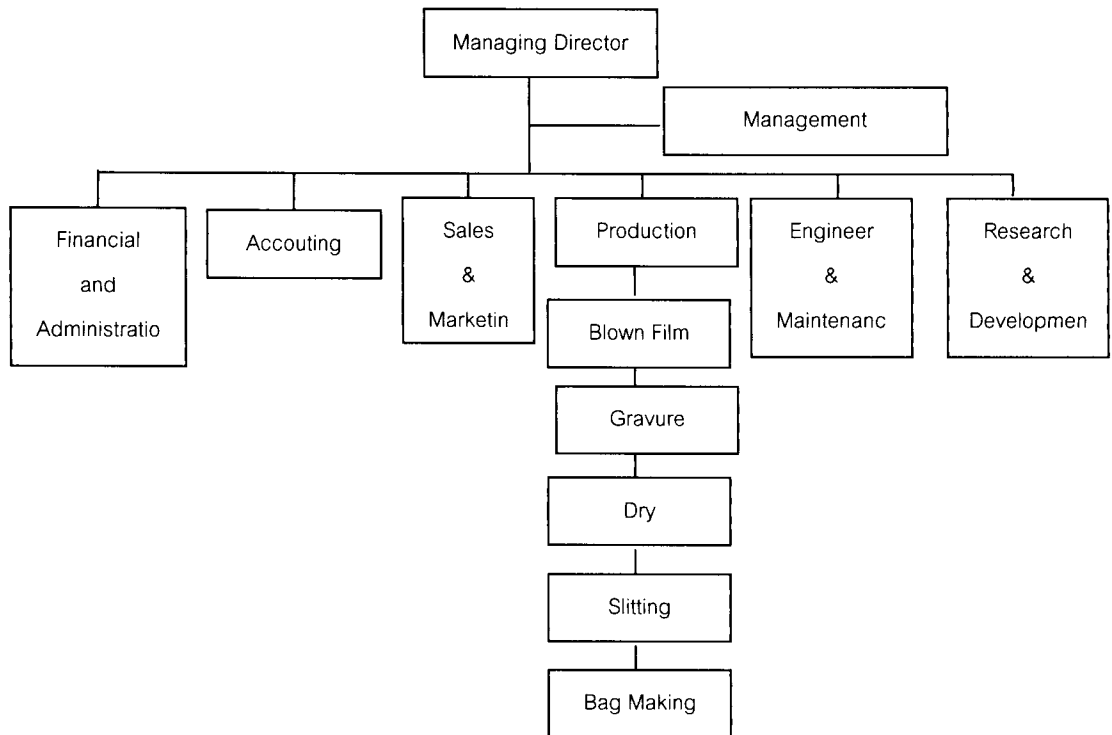 Managing Director
Management
Financial
and
Administratio
Accouting
Sales
&
Marketin
Production
Engineer
&
Maintenanc
Research
&
Developmen
Blown Film
Gravure
Dry
Slitting
Bag Making